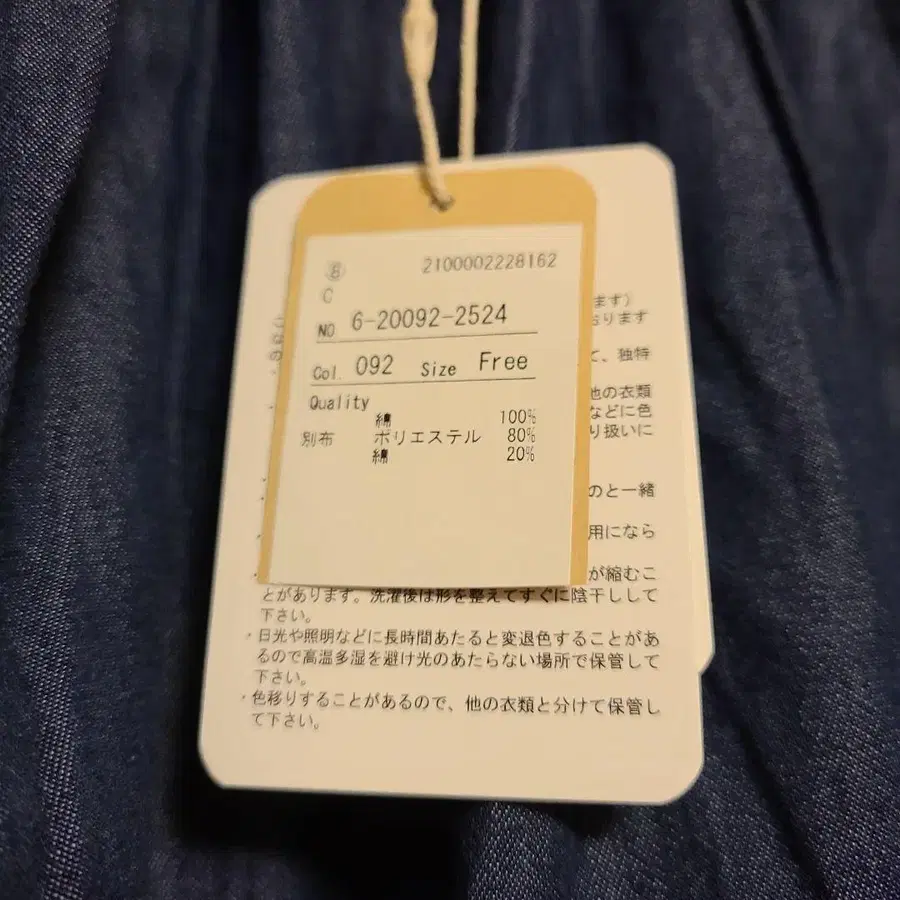 Ⓑ 2100002228162
C
NO 6-20092-2524
Col. 092 Size Free
Quality
綿 100%
別布 ポリエステル 80%
綿 20%
ます)
おります
て、独特
他の衣類
などに色
り扱いに
のと一緒
用になら
が縮むこ
とがあります。洗濯後は形を整えてすぐに陰干しして
下さい。
・日光や照明などに長時間あたると変退色することがあ
るので高温多湿を避け光のあたらない場所で保管して
下さい。
・色移りすることがあるので、他の衣類と分けて保管し
て下さい。